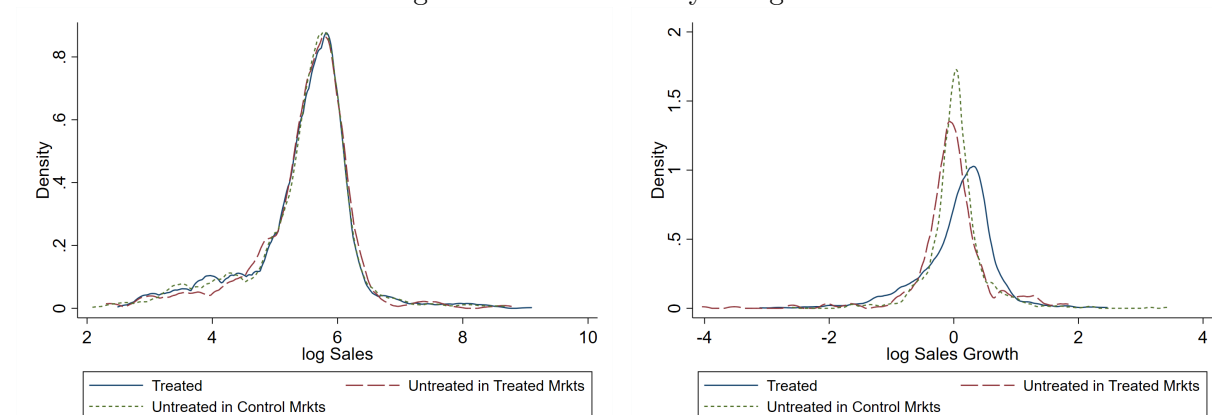 .8
.6
.4
.2
0
Density
2 4 6 8 10
log Sales
Treated
Untreated in Treated Mrkts
Untreated in Control Mrkts
2
1.5
1
.5
0
Density
-4 -2 0 2 4
log Sales Growth
Treated
Untreated in Treated Mrkts
Untreated in Control Mrkts